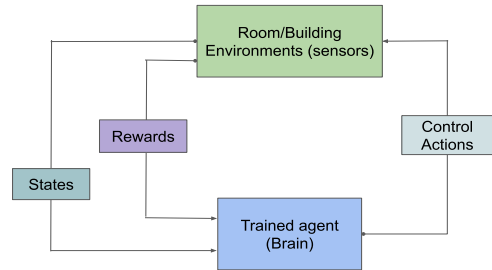 Room/Building
Environments (sensors)
Rewards
Control
Actions
States
Trained agent
(Brain)